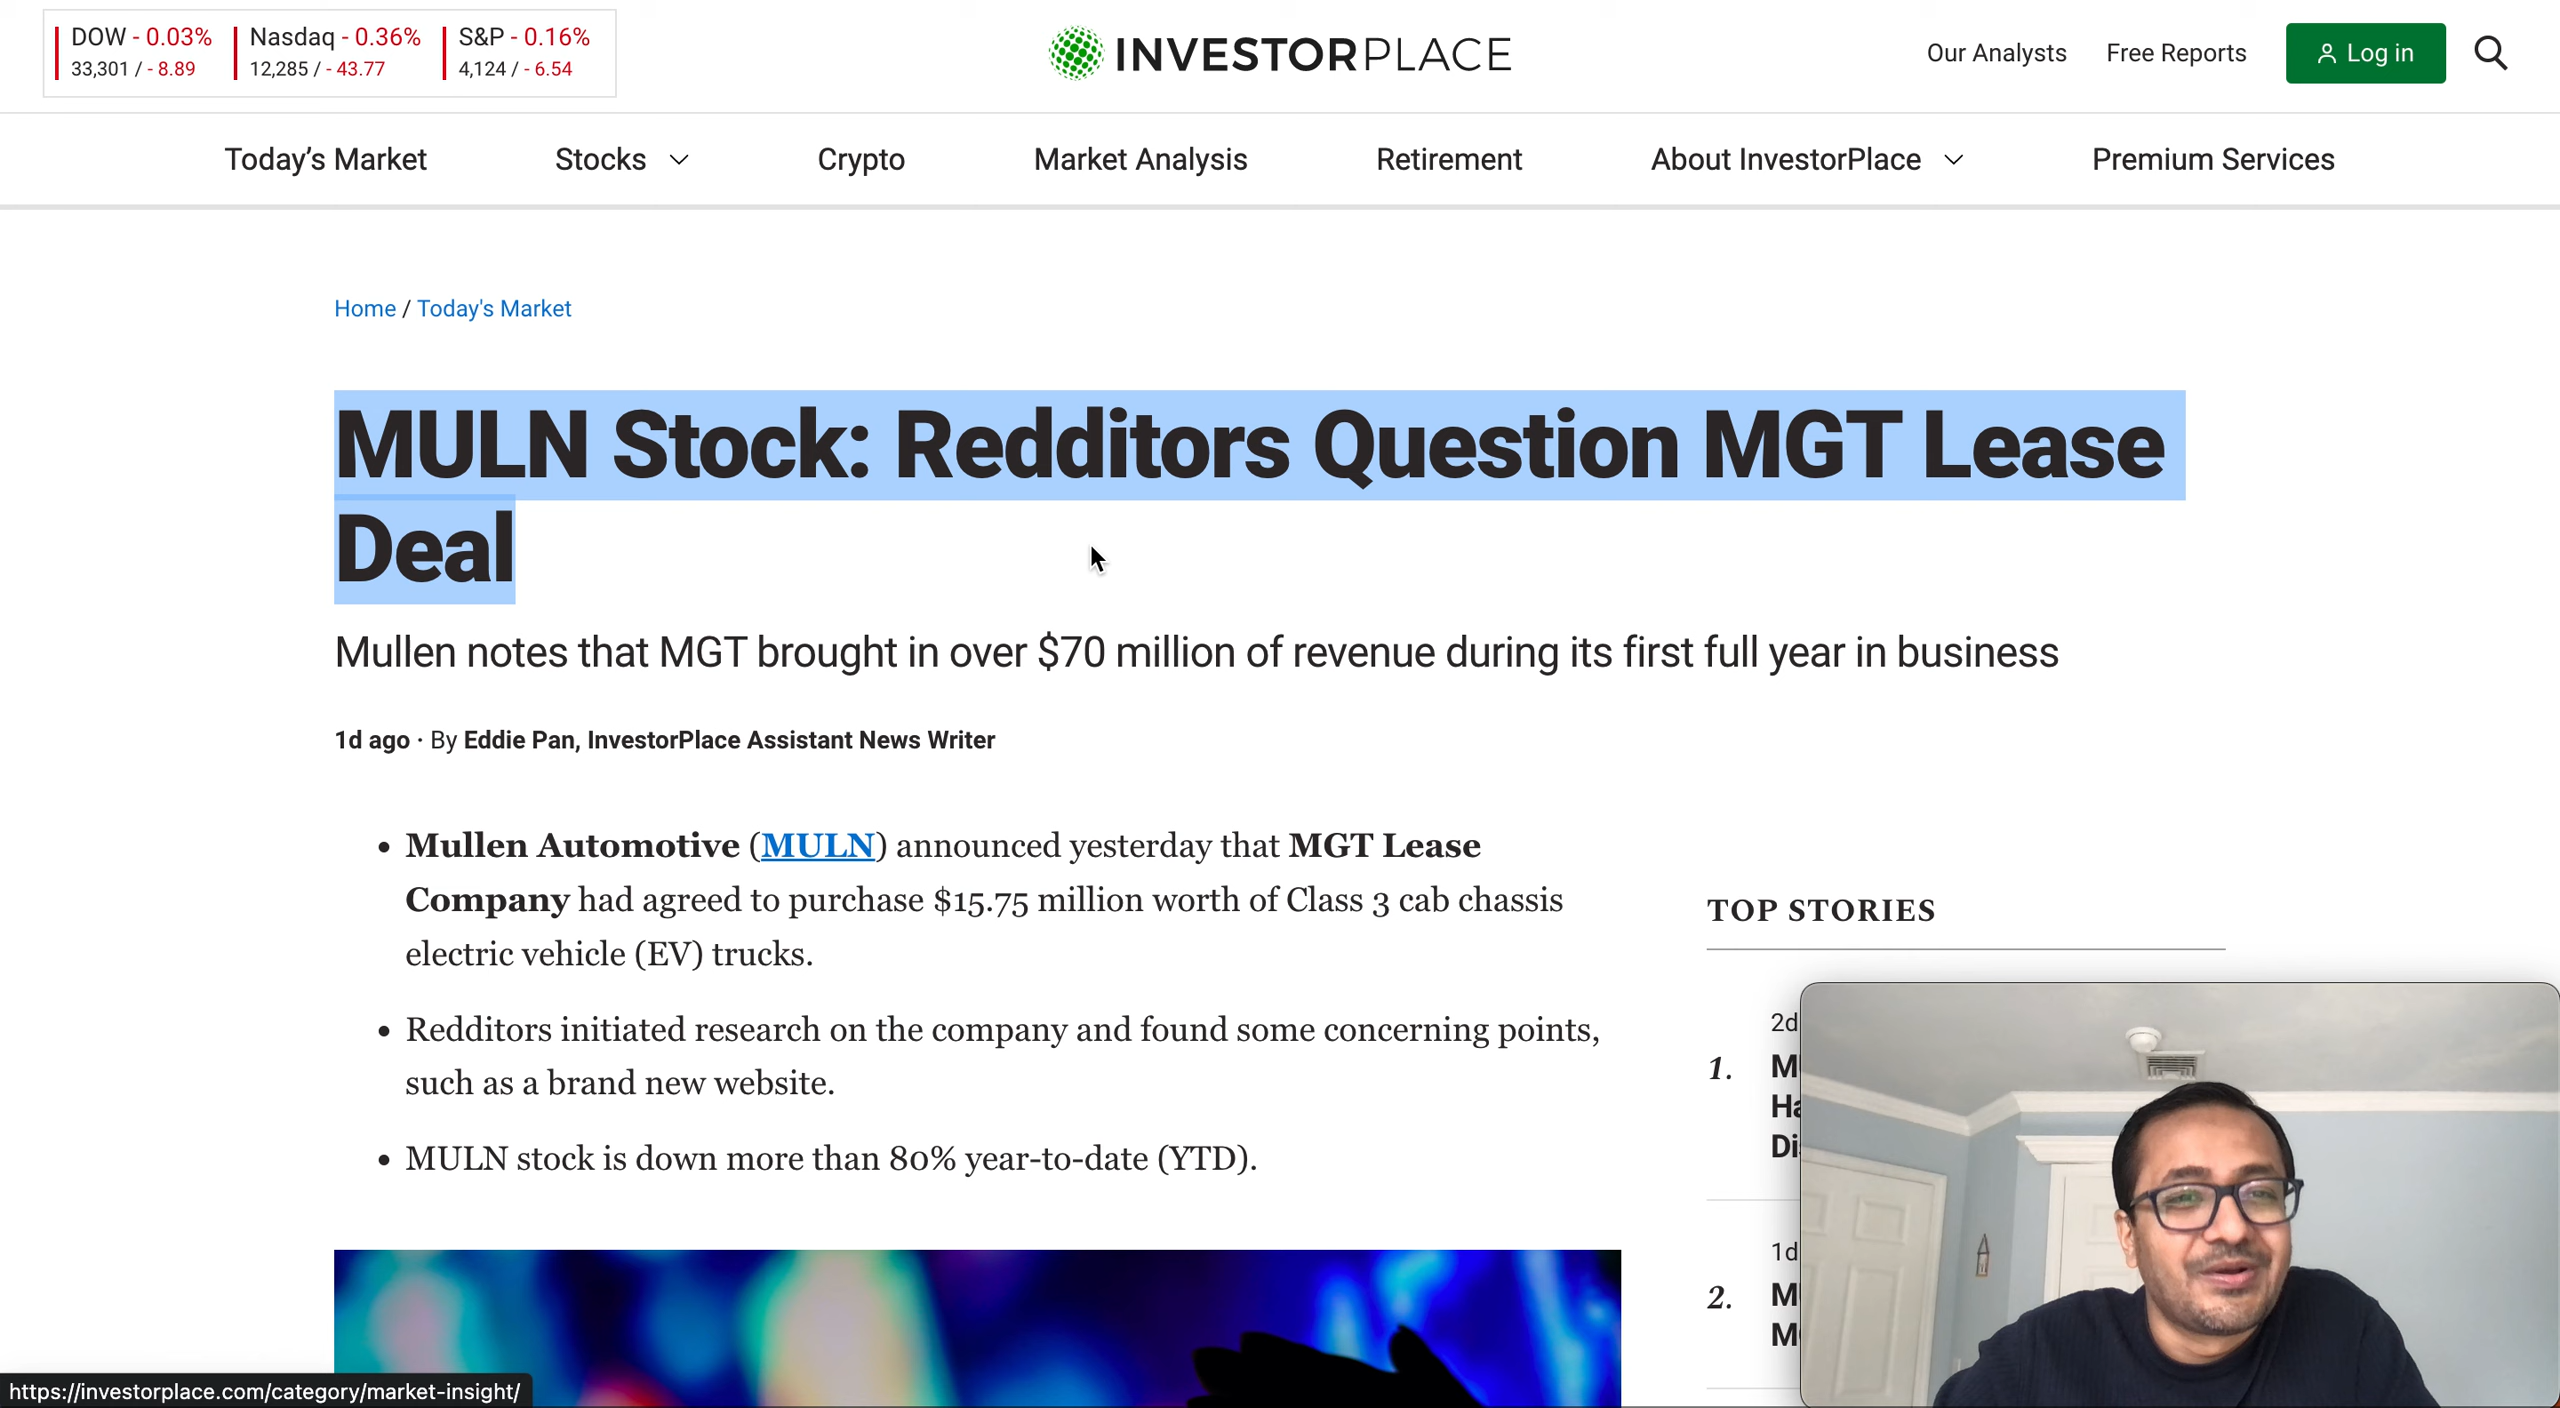 DOW - 0.03%
33,301 / - 8.89
Nasdaq - 0.36%
12,285 / - 43.77
S&P - 0.16%
4,124 / - 6.54
INVESTORPLACE
Our Analysts
Free Reports
Log in
Today's Market
Stocks
Crypto
Market Analysis
Retirement
About InvestorPlace
Premium Services
Home / Today's Market
MULN Stock: Redditors Question MGT Lease
Deal
Mullen notes that MGT brought in over $70 million of revenue during its first full year in business
1d ago · By Eddie Pan, InvestorPlace Assistant News Writer
• Mullen Automotive (MULN) announced yesterday that MGT Lease
Company had agreed to purchase $15.75 million worth of Class 3 cab chassis
electric vehicle (EV) trucks.
• Redditors initiated research on the company and found some concerning points,
such as a brand new website.
• MULN stock is down more than 80% year-to-date (YTD).
TOP STORIES
2d
1.
1d
2.
https://investorplace.com/category/market-insight/